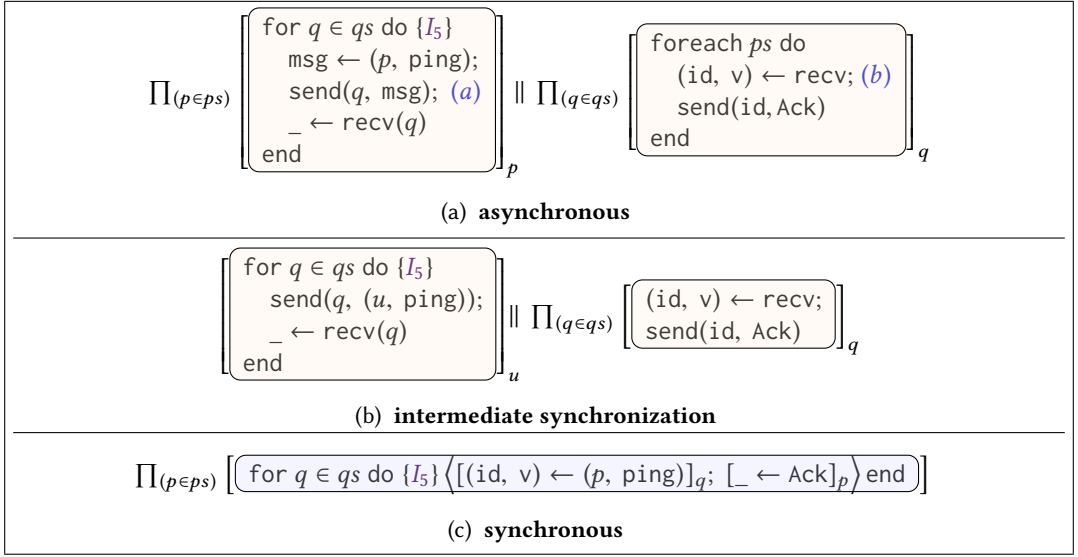 ∏(p∈ps) [ for q ∈ qs do {I₅}
msg ← (p, ping);
send(q, msg); (a)
_ ← recv(q)
end ]p
|| ∏(q∈qs) [ foreach ps do
(id, v) ← recv; (b)
send(id, Ack)
end ]q
(a) asynchronous
[ for q ∈ qs do {I₅}
send(q, (u, ping));
_ ← recv(q)
end ]u
|| ∏(q∈qs) [ (id, v) ← recv;
send(id, Ack) ]q
(b) intermediate synchronization
∏(p∈ps) [ for q ∈ qs do {I₅} ⟨[(id, v) ← (p, ping)]q; [_ ← Ack]p⟩ end ]
(c) synchronous